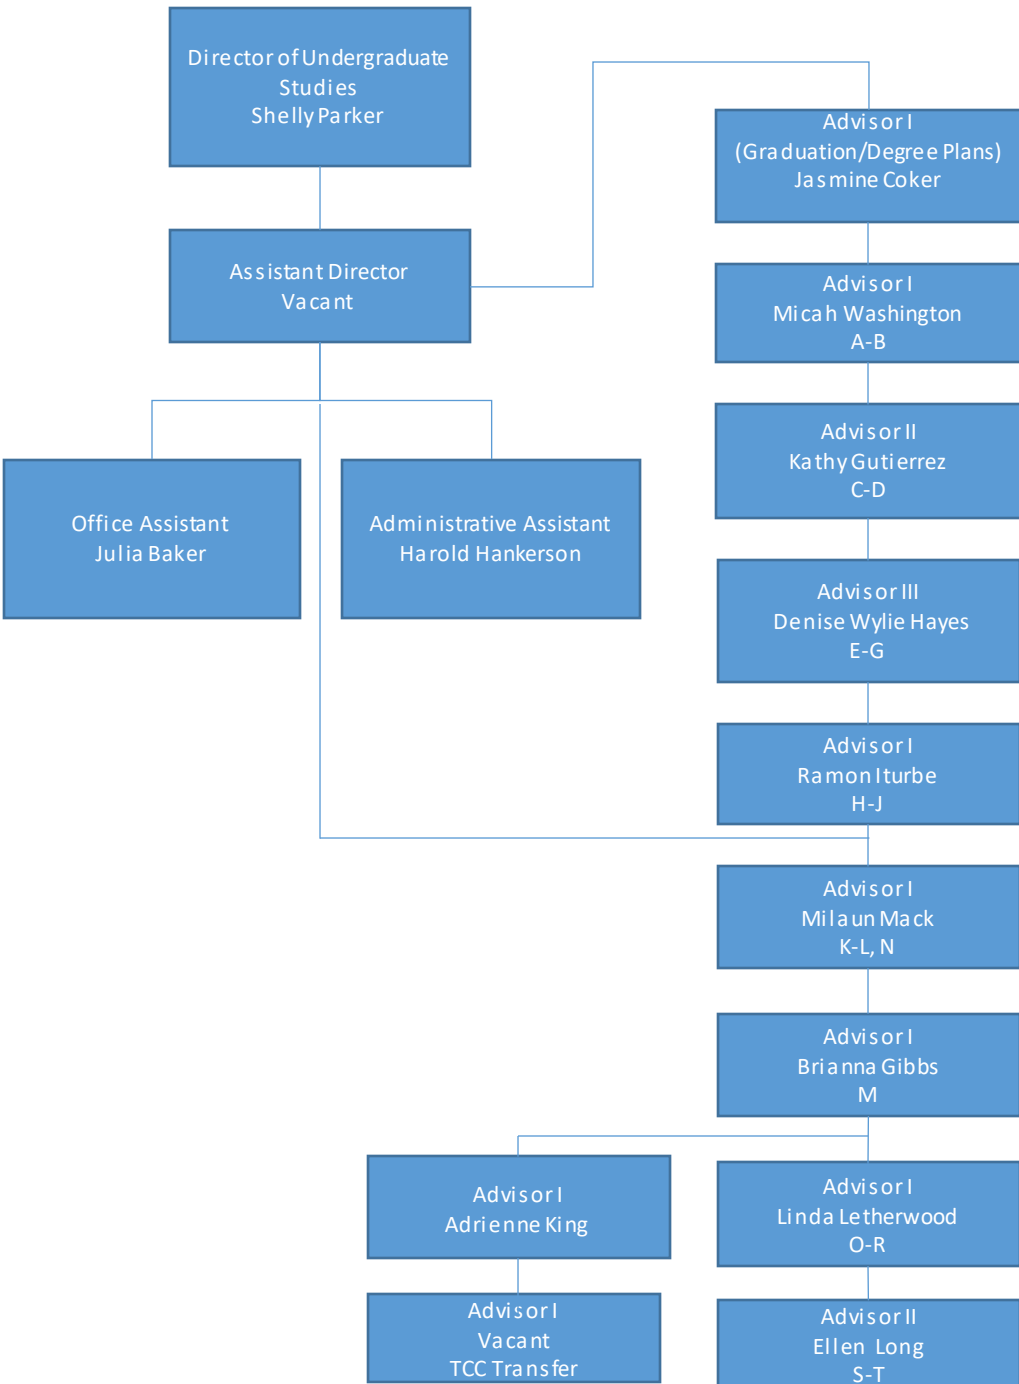 Director of Undergraduate
Studies
Shelly Parker
Assistant Director
Vacant
Office Assistant
Julia Baker
Administrative Assistant
Harold Hankerson
Advisor I
(Graduation/Degree Plans)
Jasmine Coker
Advisor I
Micah Washington
A-B
Advisor II
Kathy Gutierrez
C-D
Advisor III
Denise Wylie Hayes
E-G
Advisor I
Ramon Iturbe
H-J
Advisor I
Milaun Mack
K-L, N
Advisor I
Brianna Gibbs
M
Advisor I
Adrienne King
Advisor I
Vacant
TCC Transfer
Advisor I
Linda Letherwood
O-R
Advisor II
Ellen Long
S-T